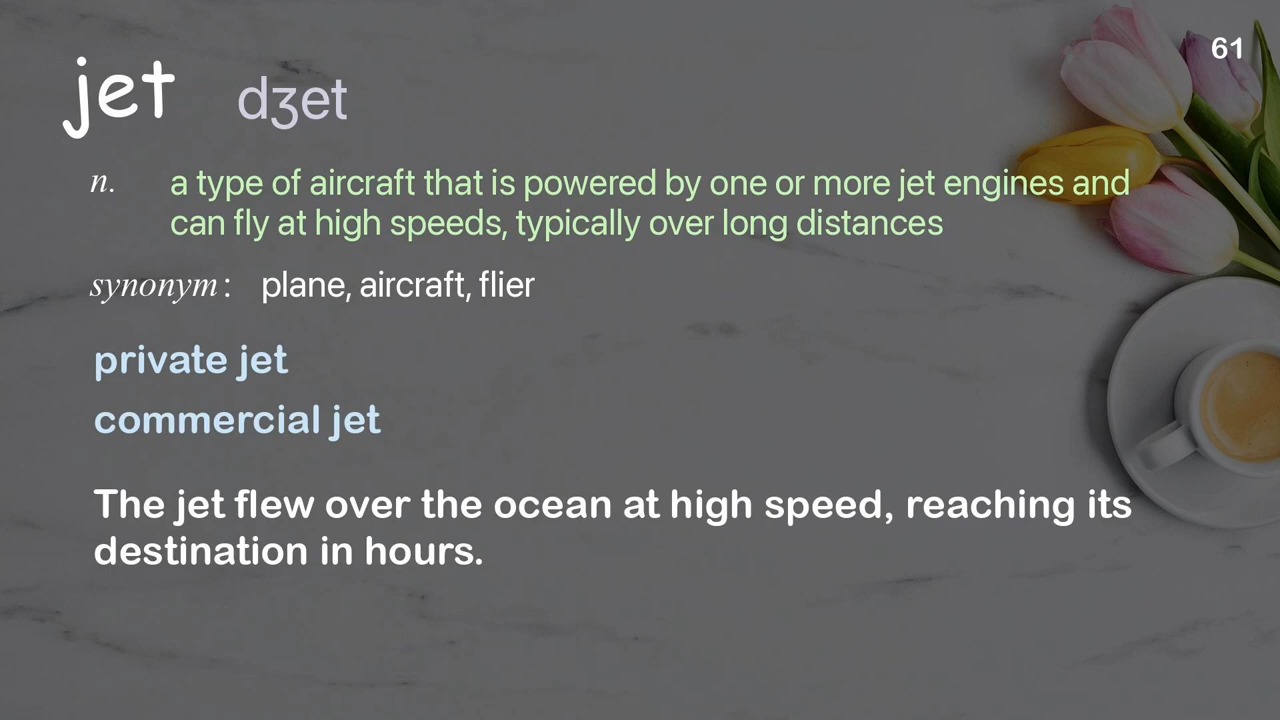 61
jet dʒet
n. a type of aircraft that is powered by one or more jet engines and
can fly at high speeds, typically over long distances
synonym: plane, aircraft, flier
private jet
commercial jet
The jet flew over the ocean at high speed, reaching its
destination in hours.